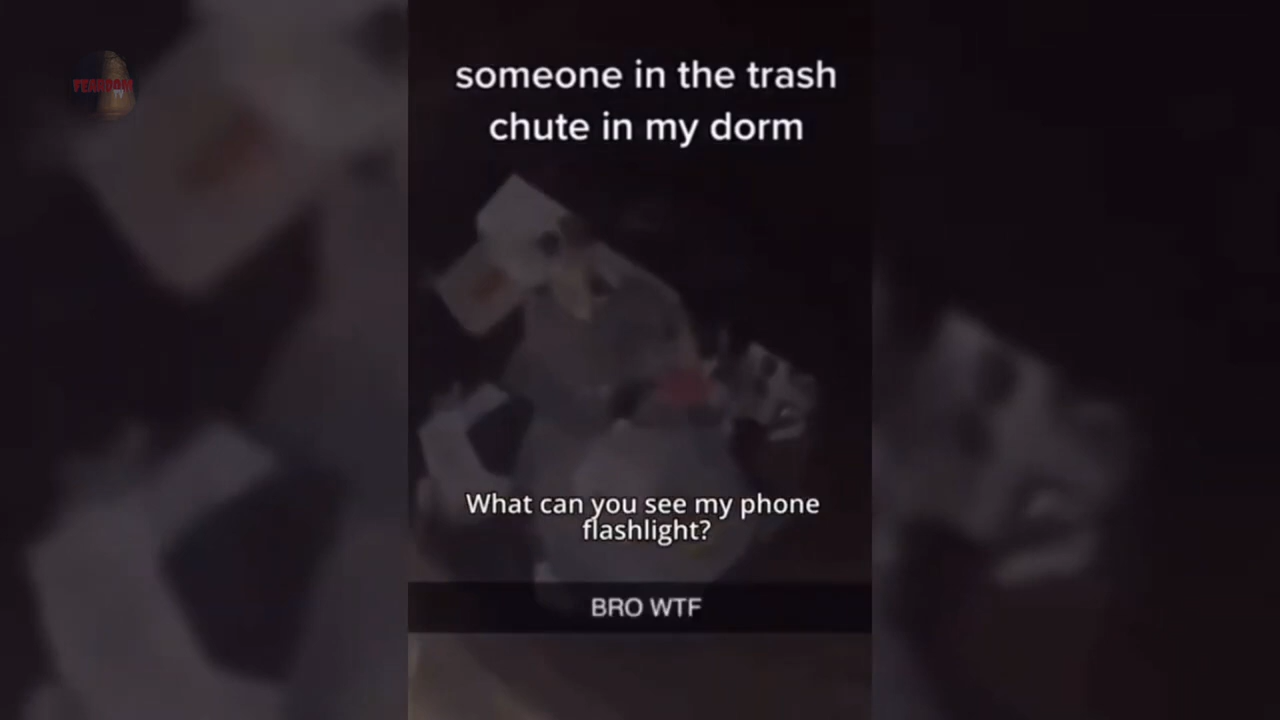 someone in the trash
chute in my dorm
What can you see my phone
flashlight?
BRO WTF